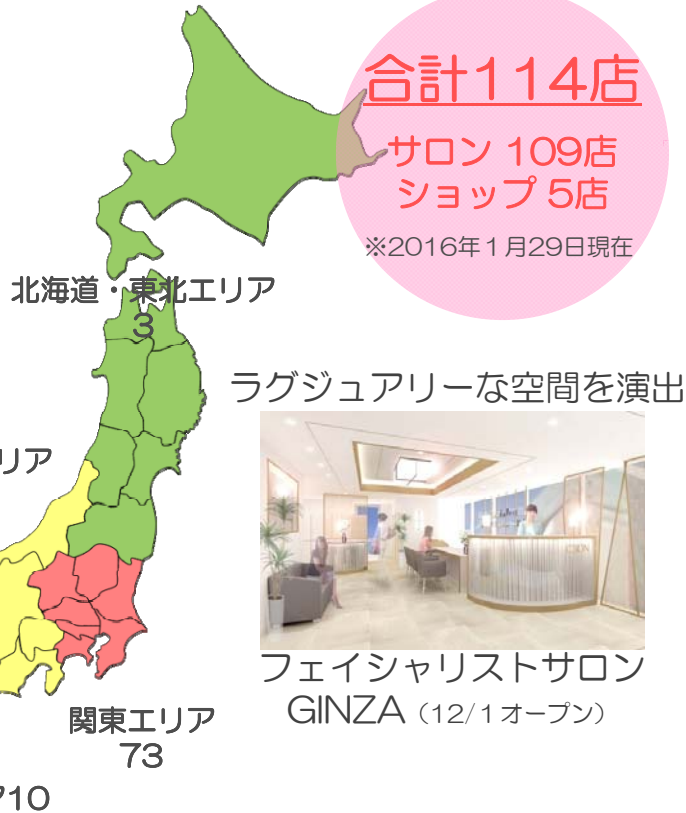 合計114店
サロン 109店
ショップ 5店
※2016年1月29日現在
北海道・東北エリア
3
ラグジュアリーな空間を演出
リア
フェイシャリストサロン
GINZA（12/1オープン）
関東エリア
73
ア10